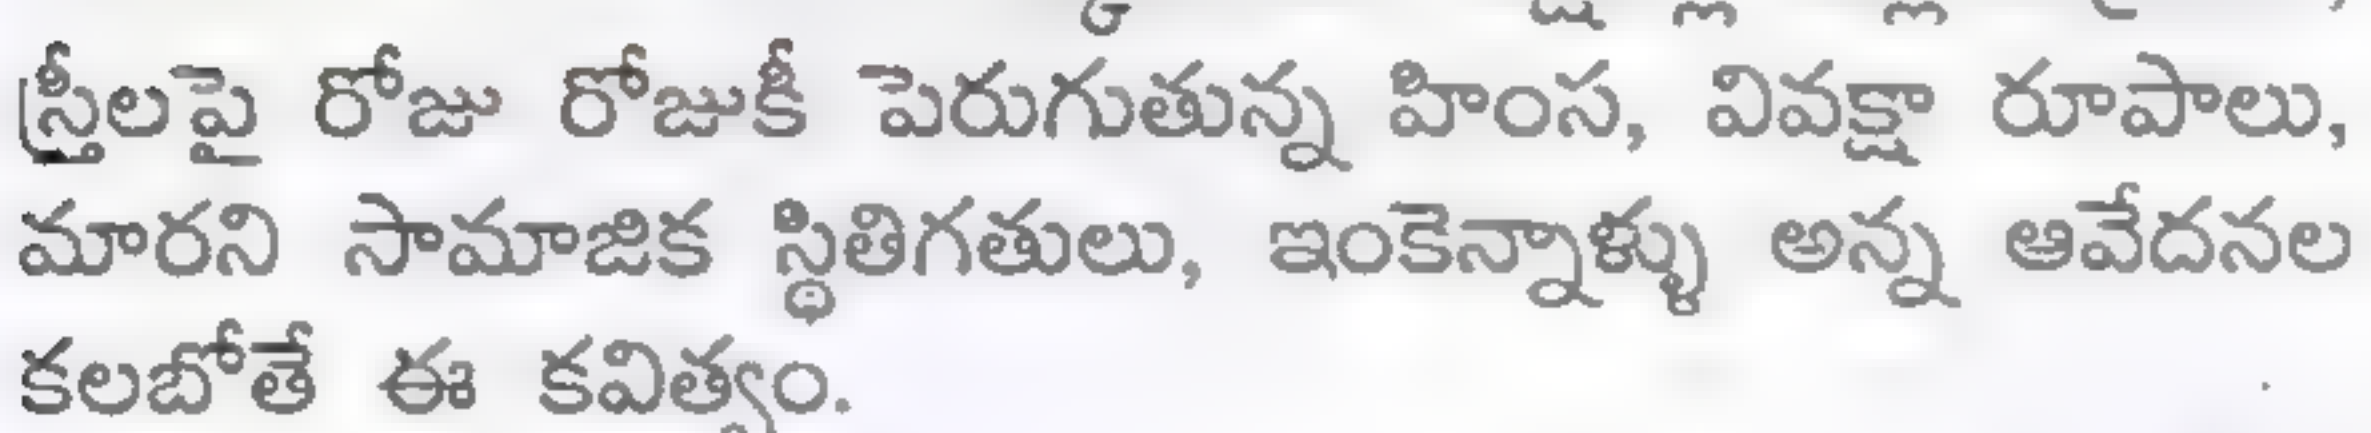 స్త్రీలపై రోజు రోజుకీ పెరుగుతున్న హింస, వివక్షా రూపాలు,
మారని సామాజిక స్థితిగతులు, ఇంకెన్నాళ్ళు అన్న ఆవేదనల
కలబోతే ఈ కవిత్వం.